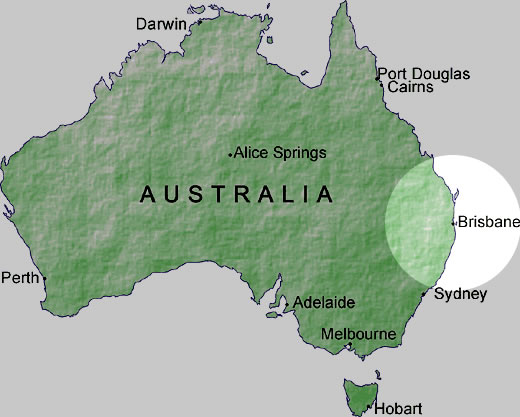 Darwin
Port Douglas
Cairns
Alice Springs
AUSTRALIA
Brisbane
Perth
Sydney
Adelaide
Melbourne
Hobart